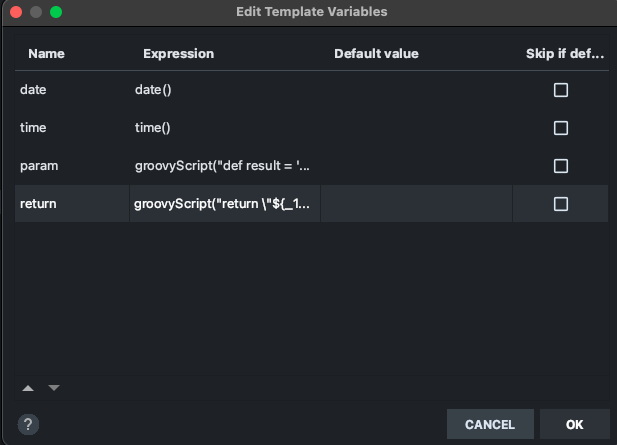 Edit Template Variables
Name Expression Default value Skip if def...
date date()
time time()
param groovyScript("def result = '...
return groovyScript("return \"${_1...
? CANCEL OK